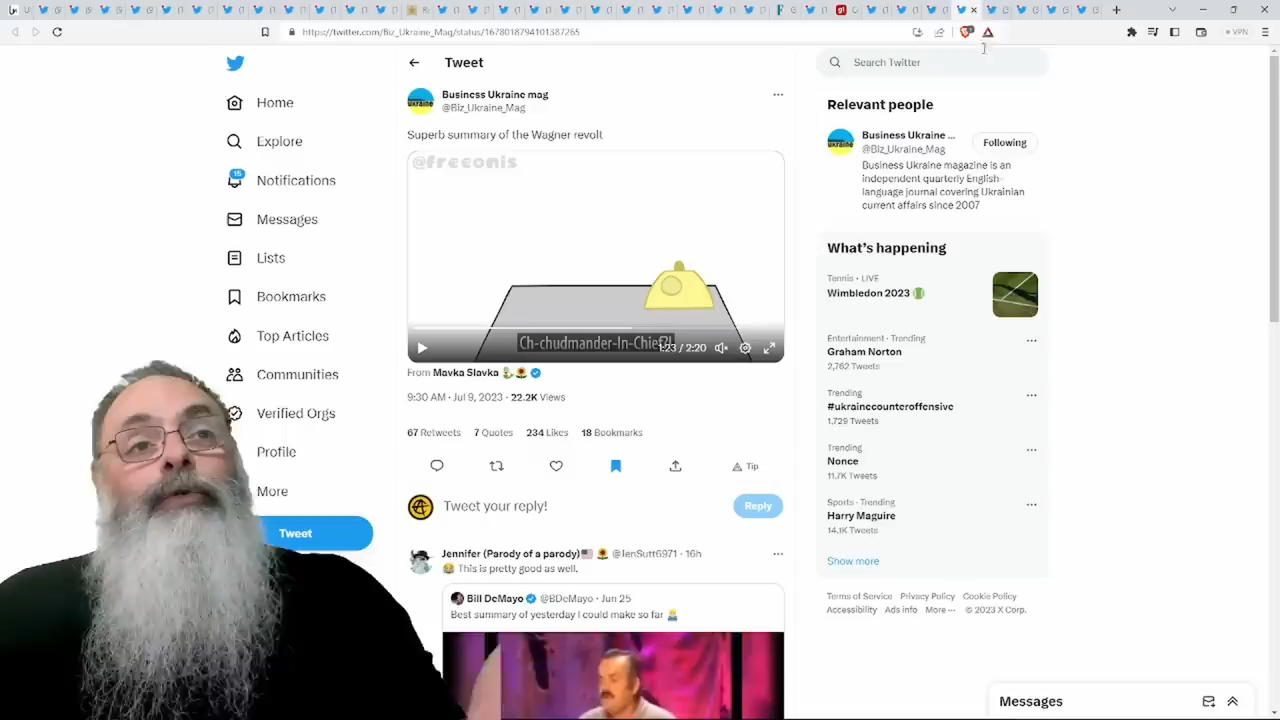 https://twitter.com/Biz_Ukraine_Mag/status/1678018794101387265
VPN
Home
Explore
15
Notifications
Messages
Lists
Bookmarks
Top Articles
Communities
Verified Orgs
Profile
More
Tweet
Tweet
Business Ukraine mag
@Biz_Ukraine_Mag
Superb summary of the Wagner revolt
@freeonis
Ch-chudmander-In-Chief?!
1:23 / 2:20
From Mavka Slavka
9:30 AM · Jul 9, 2023 · 22.2K Views
67 Retweets 7 Quotes 234 Likes 18 Bookmarks
Tip
Tweet your reply!
Reply
Jennifer (Parody of a parody) @JenSutt6971 · 16h
This is pretty good as well.
Bill DeMayo @BDeMayo · Jun 25
Best summary of yesterday I could make so far
Search Twitter
Relevant people
Business Ukraine ...
@Biz_Ukraine_Mag
Following
Business Ukraine magazine is an
independent quarterly English-
language journal covering Ukrainian
current affairs since 2007
What's happening
Tennis · LIVE
Wimbledon 2023
Entertainment · Trending
Graham Norton
2,762 Tweets
Trending
#ukrainecounteroffensive
1,729 Tweets
Trending
Nonce
11.7K Tweets
Sports · Trending
Harry Maguire
14.1K Tweets
Show more
Terms of Service Privacy Policy Cookie Policy
Accessibility Ads info More ··· © 2023 X Corp.
Messages